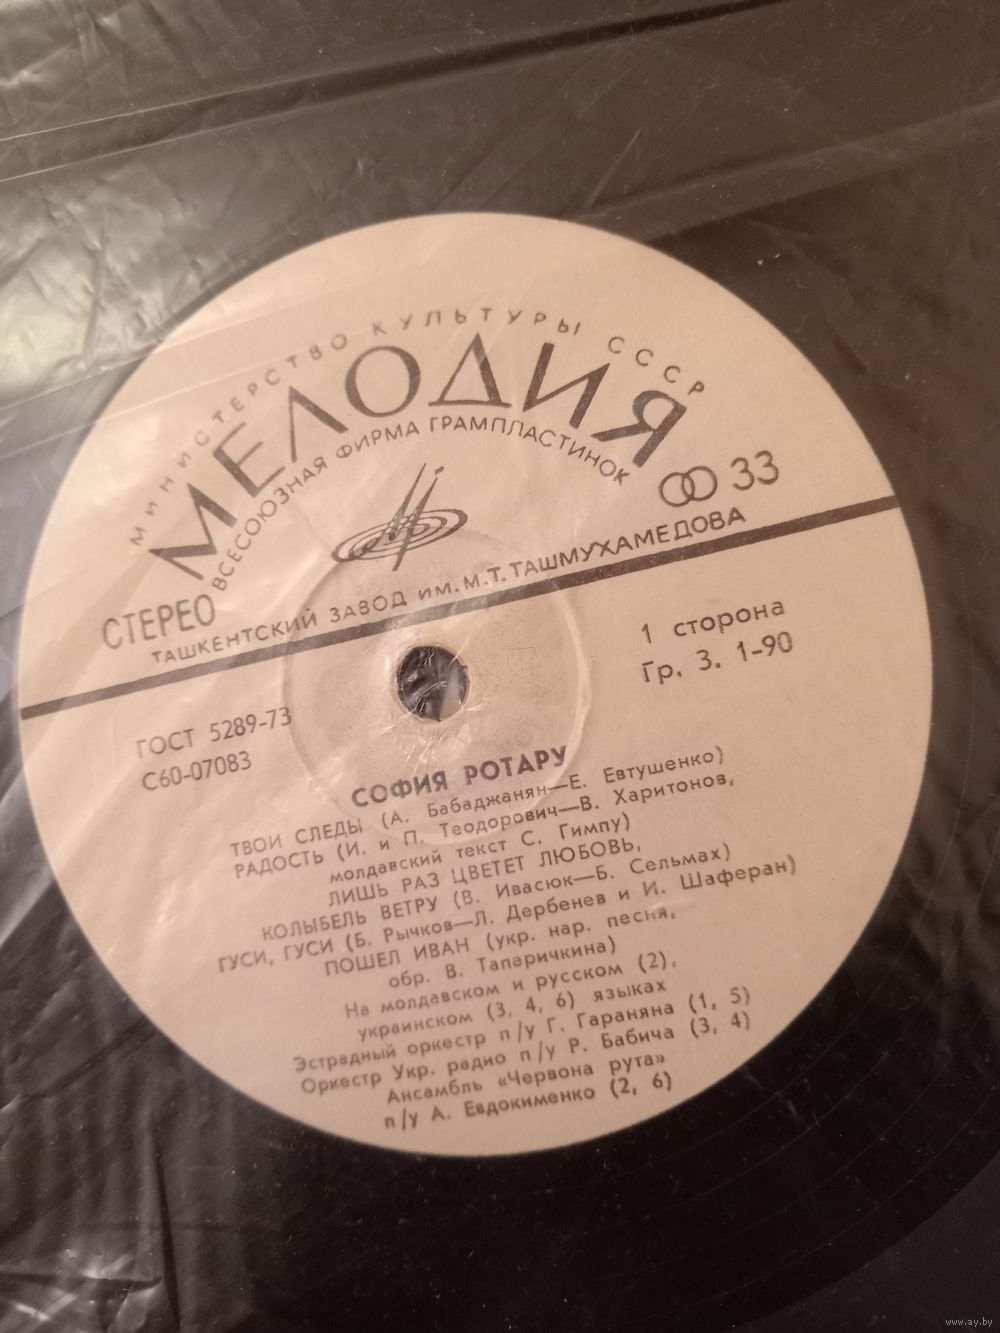 МИНИСТЕРСТВО КУЛЬТУРЫ СССР
МЕЛОДИЯ
ВСЕСОЮЗНАЯ ФИРМА ГРАМПЛАСТИНОК
33
СТЕРЕО
ТАШКЕНТСКИЙ ЗАВОД ИМ. М.Т. ТАШМУХАМЕДОВА
1 сторона
Гр. 3. 1-90
ГОСТ 5289-73
С60-07083
СОФИЯ РОТАРУ
ТВОИ СЛЕДЫ (А. Бабаджанян—Е. Евтушенко)
РАДОСТЬ (И. и П. Теодорович—В. Харитонов,
молдавский текст С. Гимпу)
ЛИШЬ РАЗ ЦВЕТЕТ ЛЮБОВЬ,
КОЛЫБЕЛЬ ВЕТРУ (В. Ивасюк—Б. Сельмах)
ГУСИ, ГУСИ (Б. Рычков—Л. Дербенев и И. Шаферан)
ПОШЕЛ ИВАН (укр. нар. песня,
обр. В. Таперичкина)
На молдавском и русском (2),
украинском (3, 4, 6) языках
Эстрадный оркестр п/у Г. Гараняна (1, 5)
Оркестр Укр. радио п/у Р. Бабича (3, 4)
Ансамбль «Червона рута»
п/у А. Евдокименко (2, 6)
www.ay.by